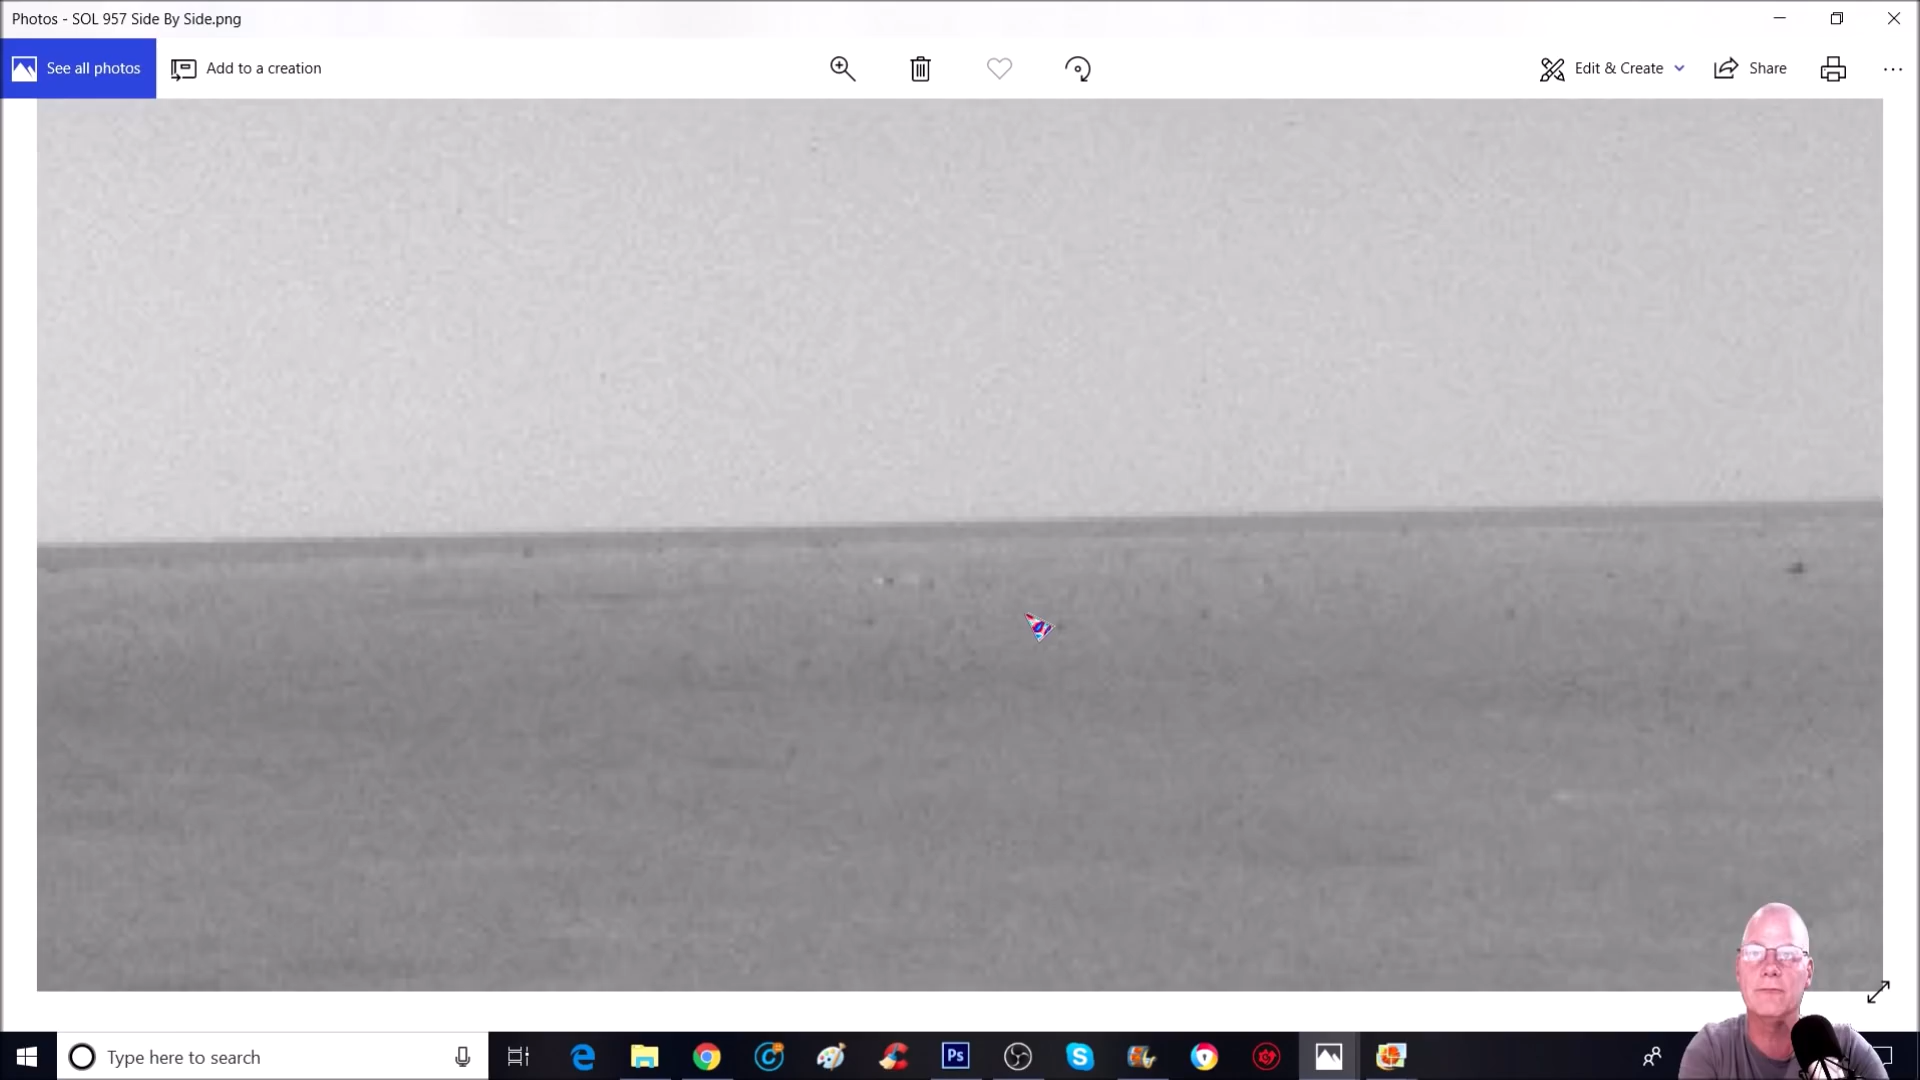 Photos - SOL 957 Side By Side.png
See all photos
Add to a creation
Edit & Create
Share
Type here to search
Ps